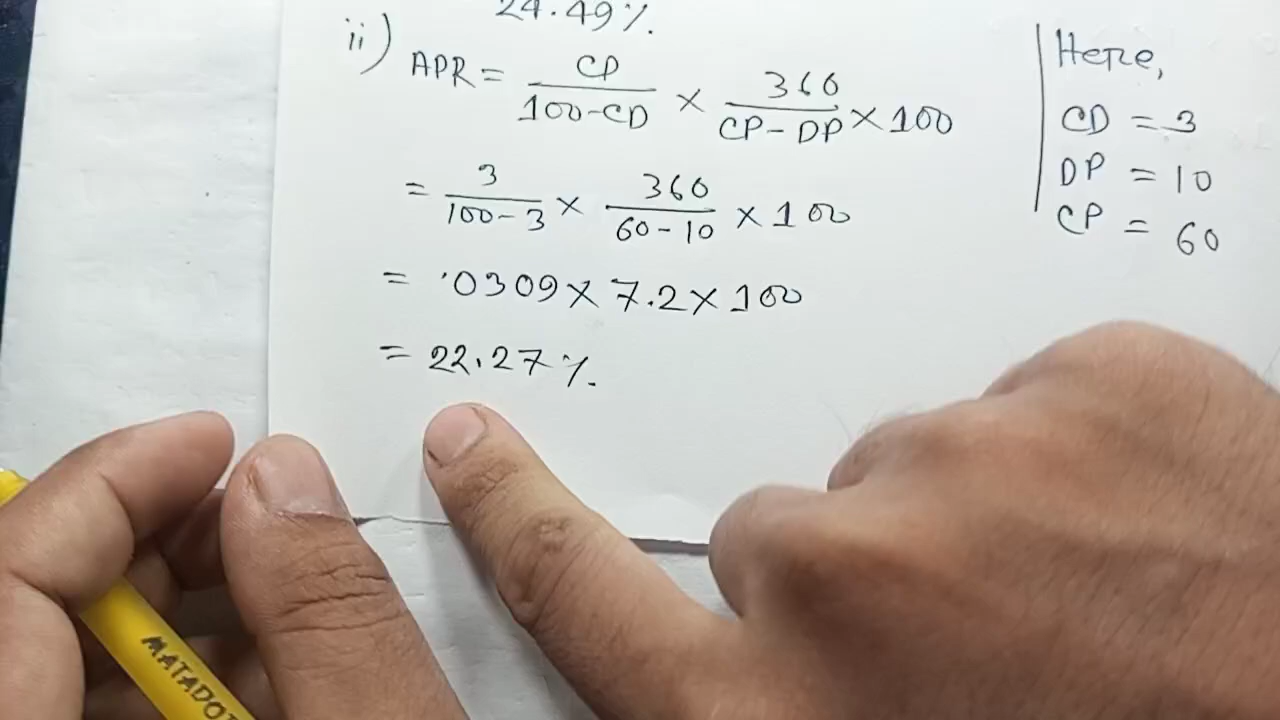 24.49%.
ii) APR = CD / 100-CD × 360 / CP-DP × 100
= 3 / 100-3 × 360 / 60-10 × 100
= .0309 × 7.2 × 100
= 22.27%.
Here,
CD = 3
DP = 10
CP = 60
MATADO